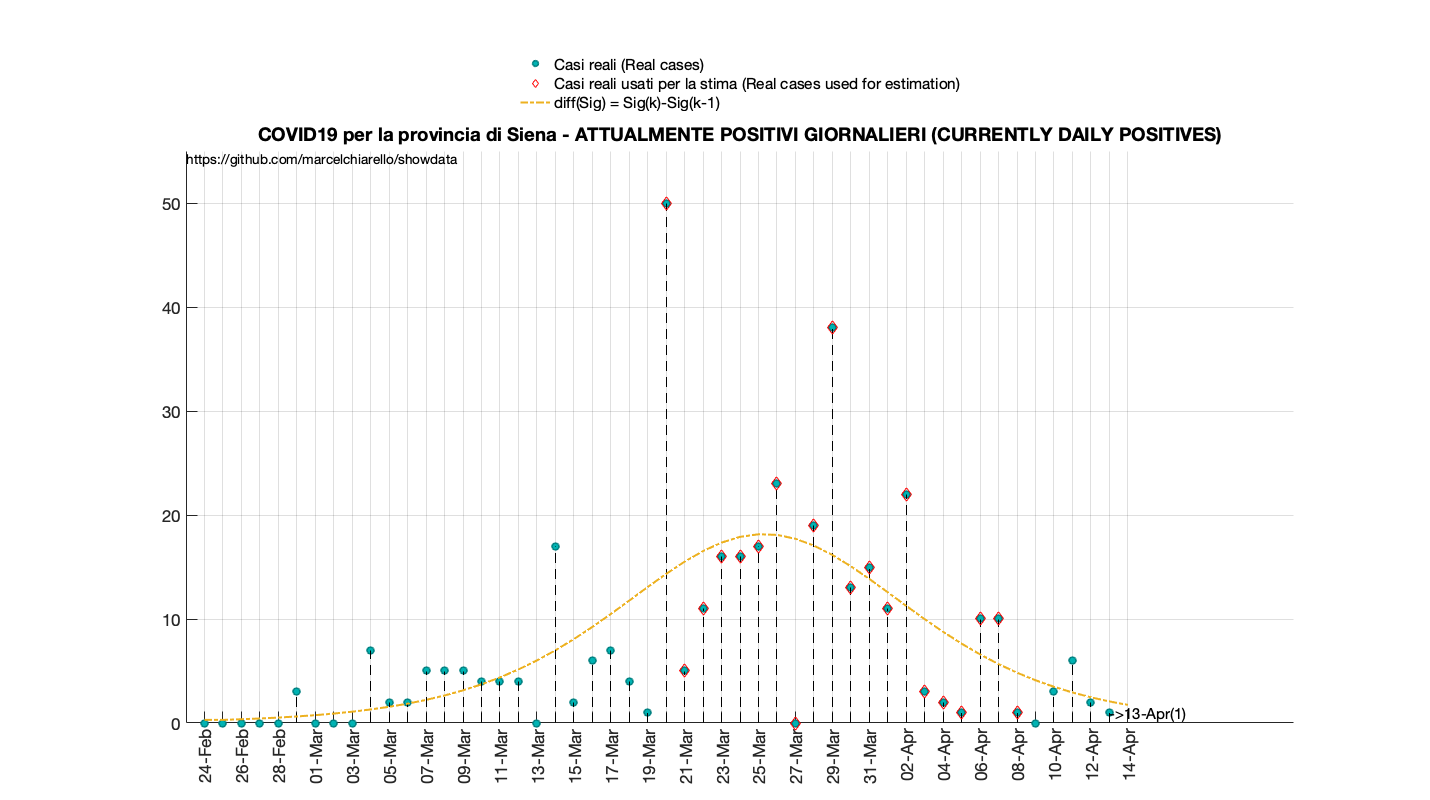 Casi reali (Real cases)
Casi reali usati per la stima (Real cases used for estimation)
diff(Sig) = Sig(k)-Sig(k-1)
COVID19 per la provincia di Siena - ATTUALMENTE POSITIVI GIORNALIERI (CURRENTLY DAILY POSITIVES)
https://github.com/marcelchiarello/showdata
50
40
30
20
10
0
->13-Apr(1)
24-Feb
26-Feb
28-Feb
01-Mar
03-Mar
05-Mar
07-Mar
09-Mar
11-Mar
13-Mar
15-Mar
17-Mar
19-Mar
21-Mar
23-Mar
25-Mar
27-Mar
29-Mar
31-Mar
02-Apr
04-Apr
06-Apr
08-Apr
10-Apr
12-Apr
14-Apr